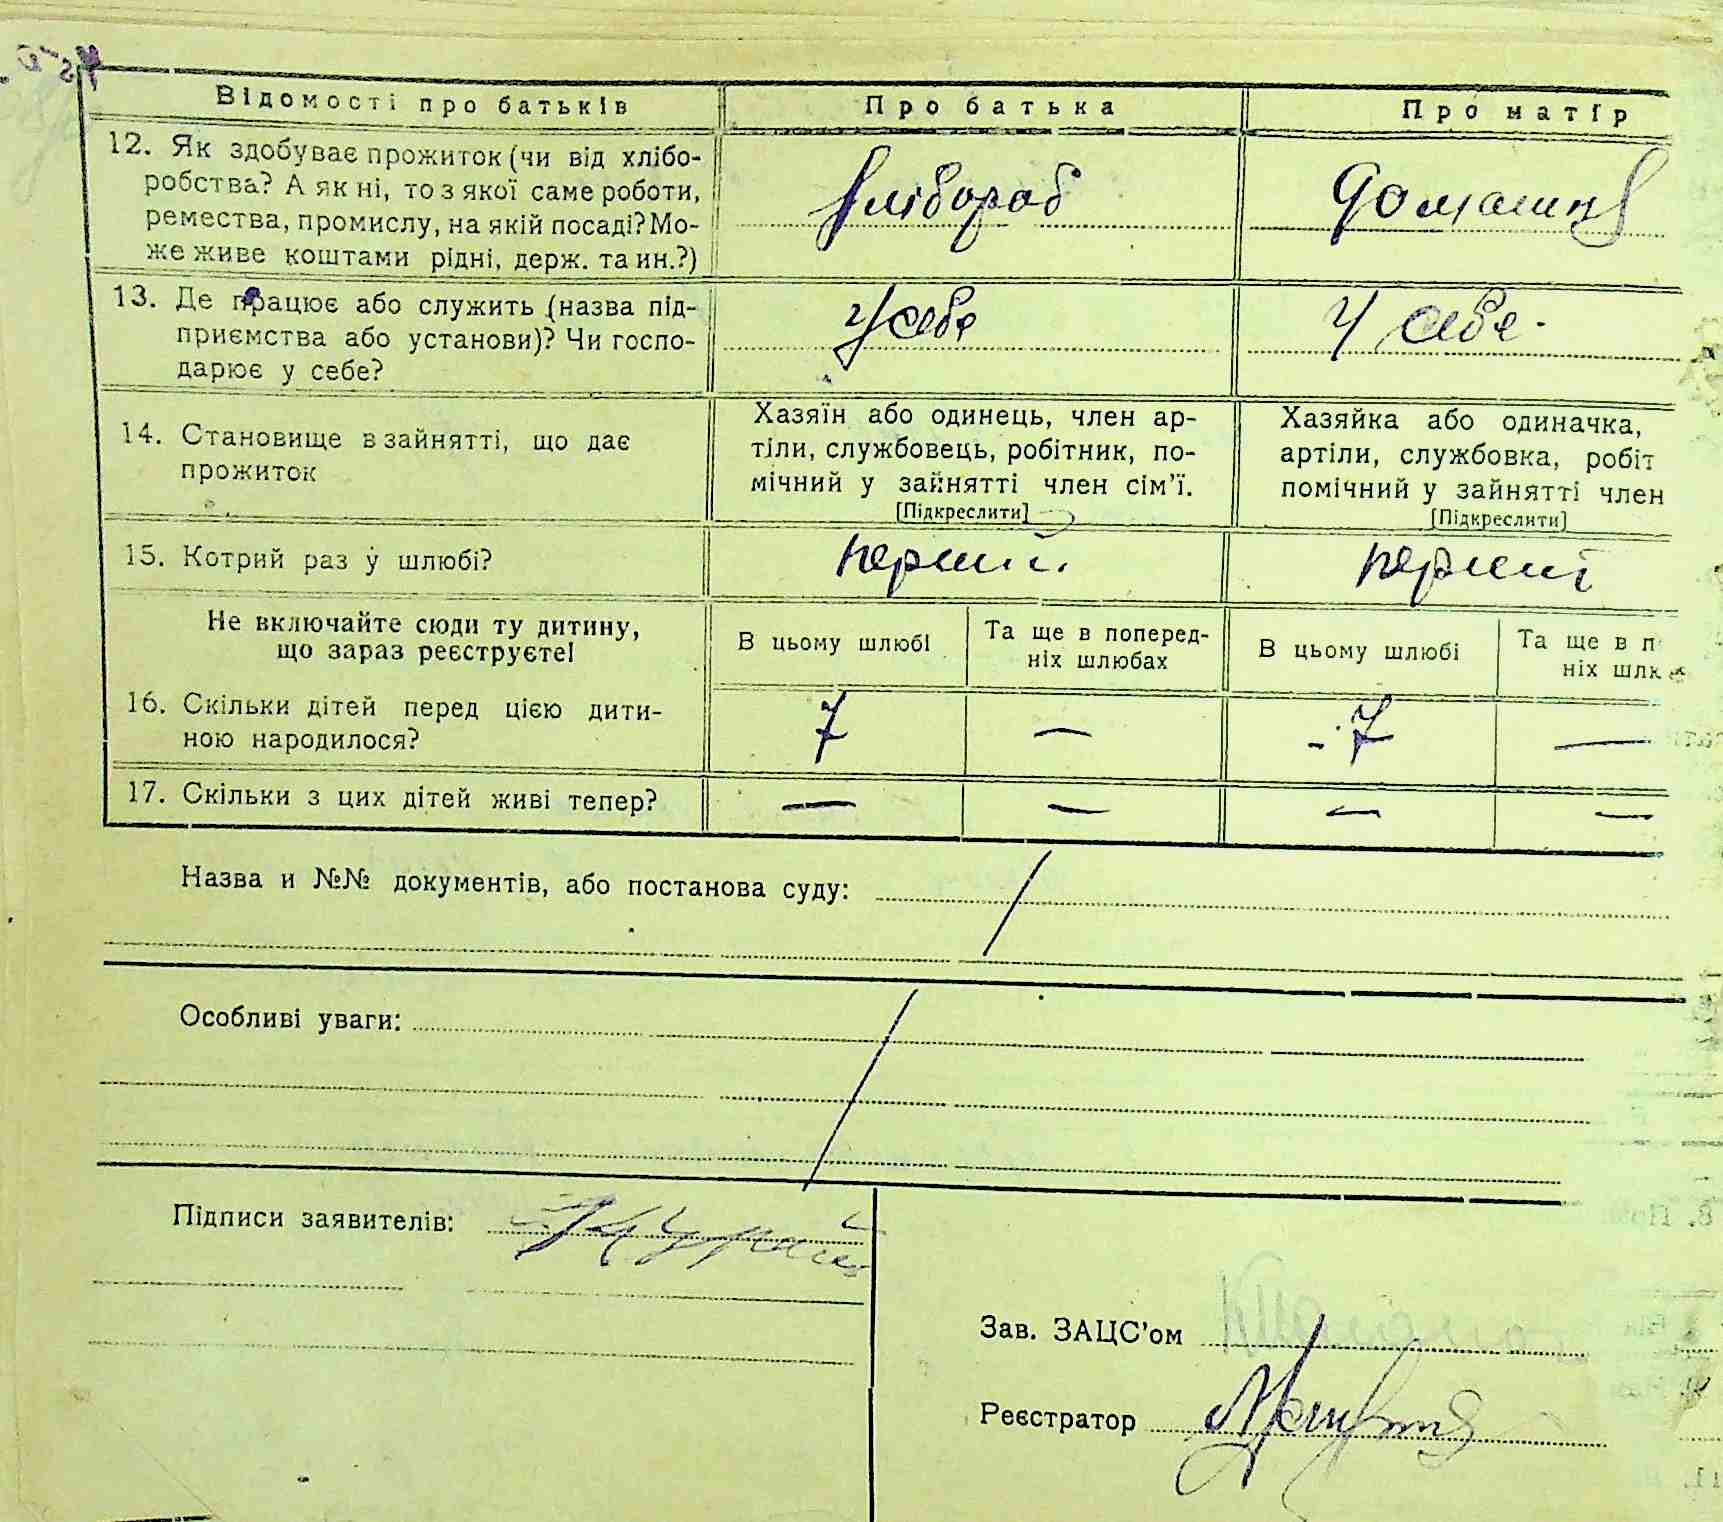 Відомості про батьків Про батька Про матір
12. Як здобуває прожиток (чи від хлібо-
робства? А як ні, то з якої саме роботи,
ремества, промислу, на якій посаді? Мо-
же живе коштами рідні, держ. та ин.?)
хлібороб
13. Де працює або служить (назва під-
приємства або установи)? Чи госпо-
дарює у себе?
у себе у себе.
14. Становище в зайнятті, що дає
прожиток
Хазяїн або одинець, член ар-
тіли, службовець, робітник, по-
мічний у зайнятті член сім’ї.
[Підкреслити]
Хазяйка або одиначка,
артіли, службовка, робіт
помічний у зайнятті член
[Підкреслити]
15. Котрий раз у шлюбі? перший перший
Не включайте сюди ту дитину,
що зараз реєструєте!
В цьому шлюбі
Та ще в поперед-
ніх шлюбах
В цьому шлюбі
Та ще в п
ніх шлю
16. Скільки дітей перед цією дити-
ною народилося?
7 — 7 —
17. Скільки з цих дітей живі тепер? — — — —
Назва и №№ документів, або постанова суду:
Особливі уваги:
Підписи заявителів:
Зав. ЗАЦС’ом
Реєстратор